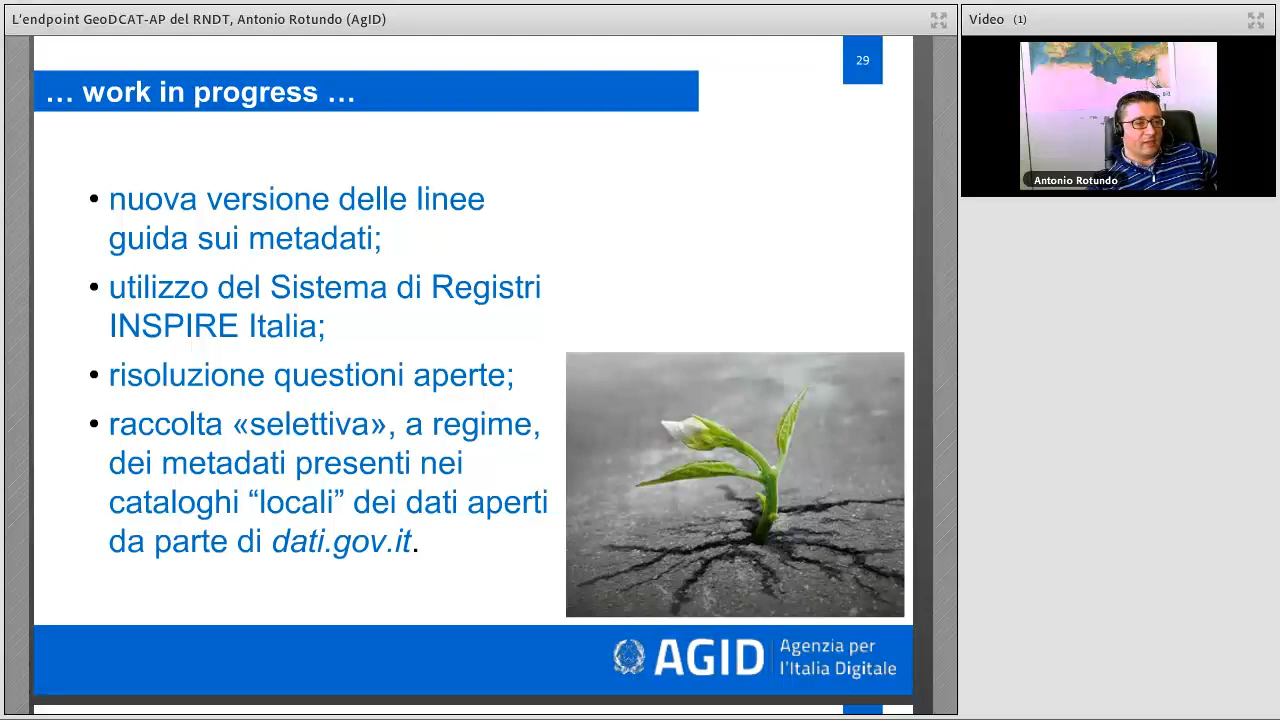 L'endpoint GeoDCAT-AP del RNDT, Antonio Rotundo (AgID)
Video (1)
29
... work in progress ...
Antonio Rotundo
• nuova versione delle linee
guida sui metadati;
• utilizzo del Sistema di Registri
INSPIRE Italia;
• risoluzione questioni aperte;
• raccolta «selettiva», a regime,
dei metadati presenti nei
cataloghi “locali” dei dati aperti
da parte di dati.gov.it.
AGID
Agenzia per
l'Italia Digitale